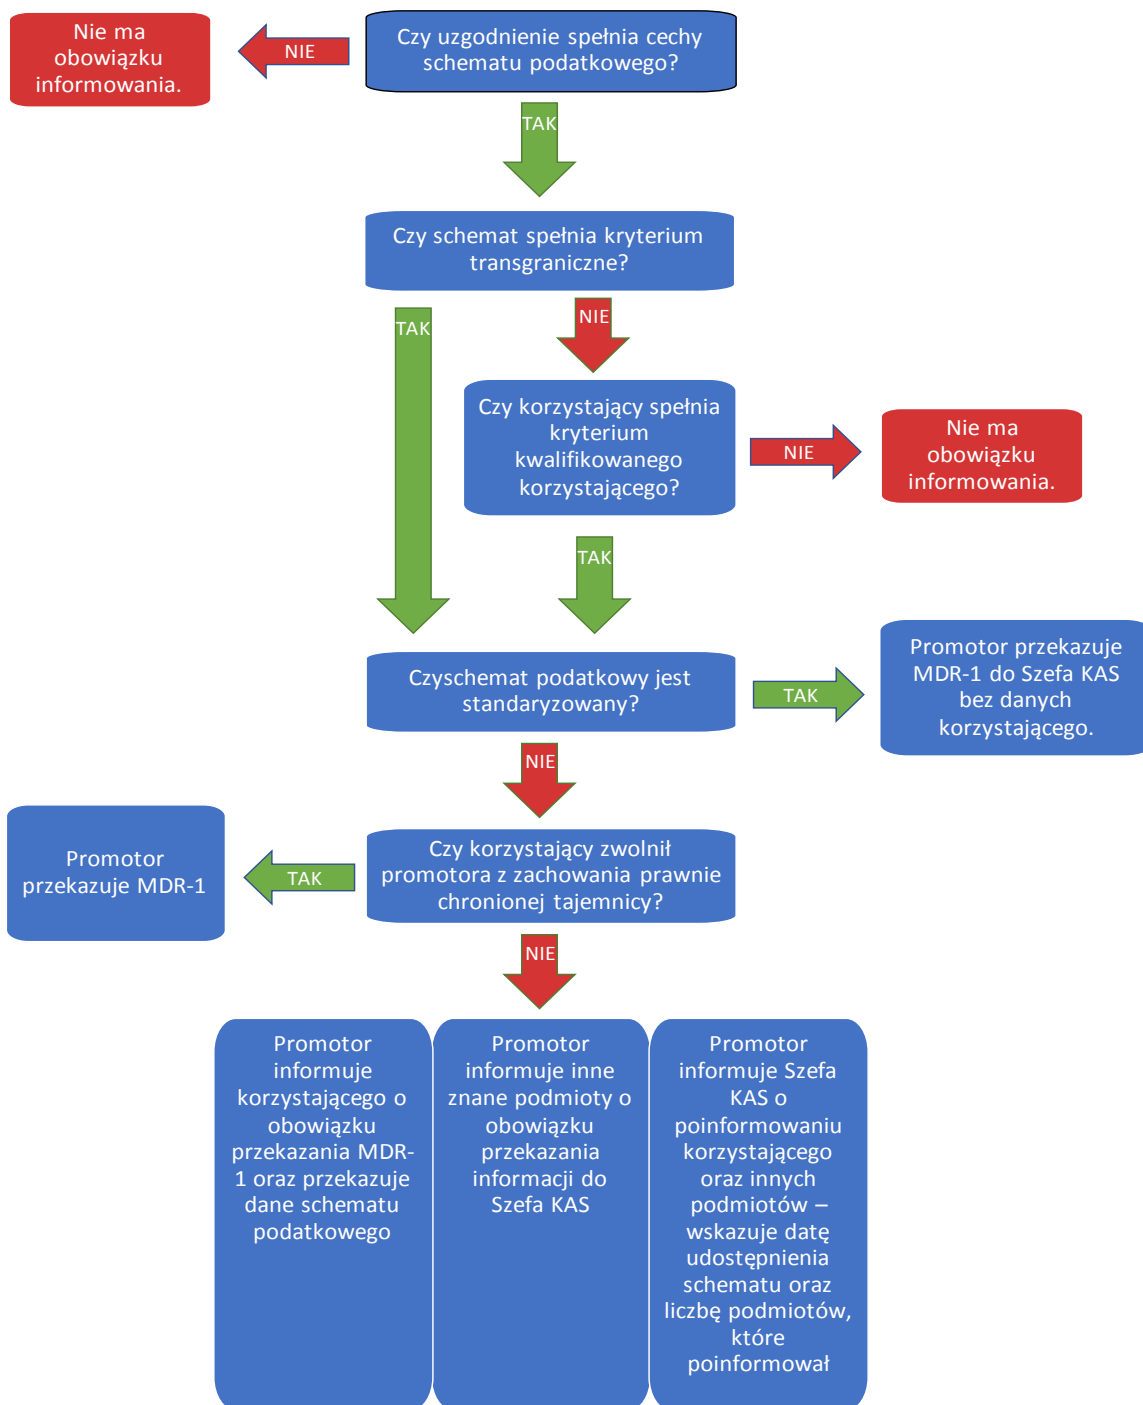 Nie ma
obowiązku
informowania.
NIE
Czy uzgodnienie spełnia cechy
schematu podatkowego?
TAK
Czy schemat spełnia kryterium
transgraniczne?
TAK
NIE
Czy korzystający spełnia
kryterium
kwalifikowanego
korzystającego?
NIE
Nie ma
obowiązku
informowania.
TAK
Czyschemat podatkowy jest
standaryzowany?
TAK
Promotor przekazuje
MDR-1 do Szefa KAS
bez danych
korzystającego.
NIE
Czy korzystający zwolnił
promotora z zachowania prawnie
chronionej tajemnicy?
TAK
Promotor
przekazuje MDR-1
NIE
Promotor
informuje
korzystającego o
obowiązku
przekazania MDR-
1 oraz przekazuje
dane schematu
podatkowego
Promotor
informuje inne
znane podmioty o
obowiązku
przekazania
informacji do
Szefa KAS
Promotor
informuje Szefa
KAS o
poinformowaniu
korzystającego
oraz innych
podmiotów –
wskazuje datę
udostępnienia
schematu oraz
liczbę podmiotów,
które
poinformował